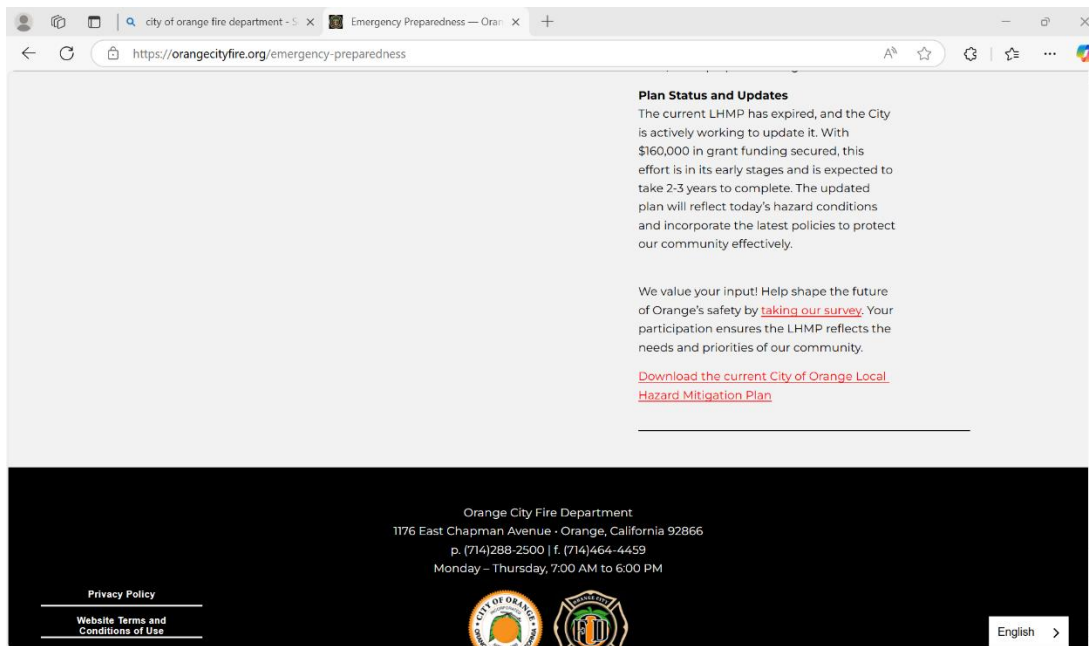 city of orange fire department - S
Emergency Preparedness — Oran
https://orangecityfire.org/emergency-preparedness
Plan Status and Updates
The current LHMP has expired, and the City
is actively working to update it. With
$160,000 in grant funding secured, this
effort is in its early stages and is expected to
take 2-3 years to complete. The updated
plan will reflect today's hazard conditions
and incorporate the latest policies to protect
our community effectively.
We value your input! Help shape the future
of Orange's safety by taking our survey. Your
participation ensures the LHMP reflects the
needs and priorities of our community.
Download the current City of Orange Local
Hazard Mitigation Plan
Orange City Fire Department
1176 East Chapman Avenue • Orange, California 92866
p. (714)288-2500 | f. (714)464-4459
Monday – Thursday, 7:00 AM to 6:00 PM
Privacy Policy
Website Terms and
Conditions of Use
CITY OF ORANGE
ORANGE CITY
FD
English